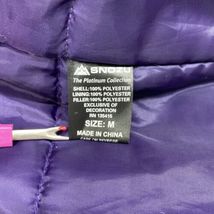 SNOZU
The Platinum Collection
SHELL:100% POLYESTER
LINING:100% POLYESTER
FILLER:100% POLYESTER
EXCLUSIVE OF
DECORATION
RN 136416
SIZE: M
MADE IN CHINA